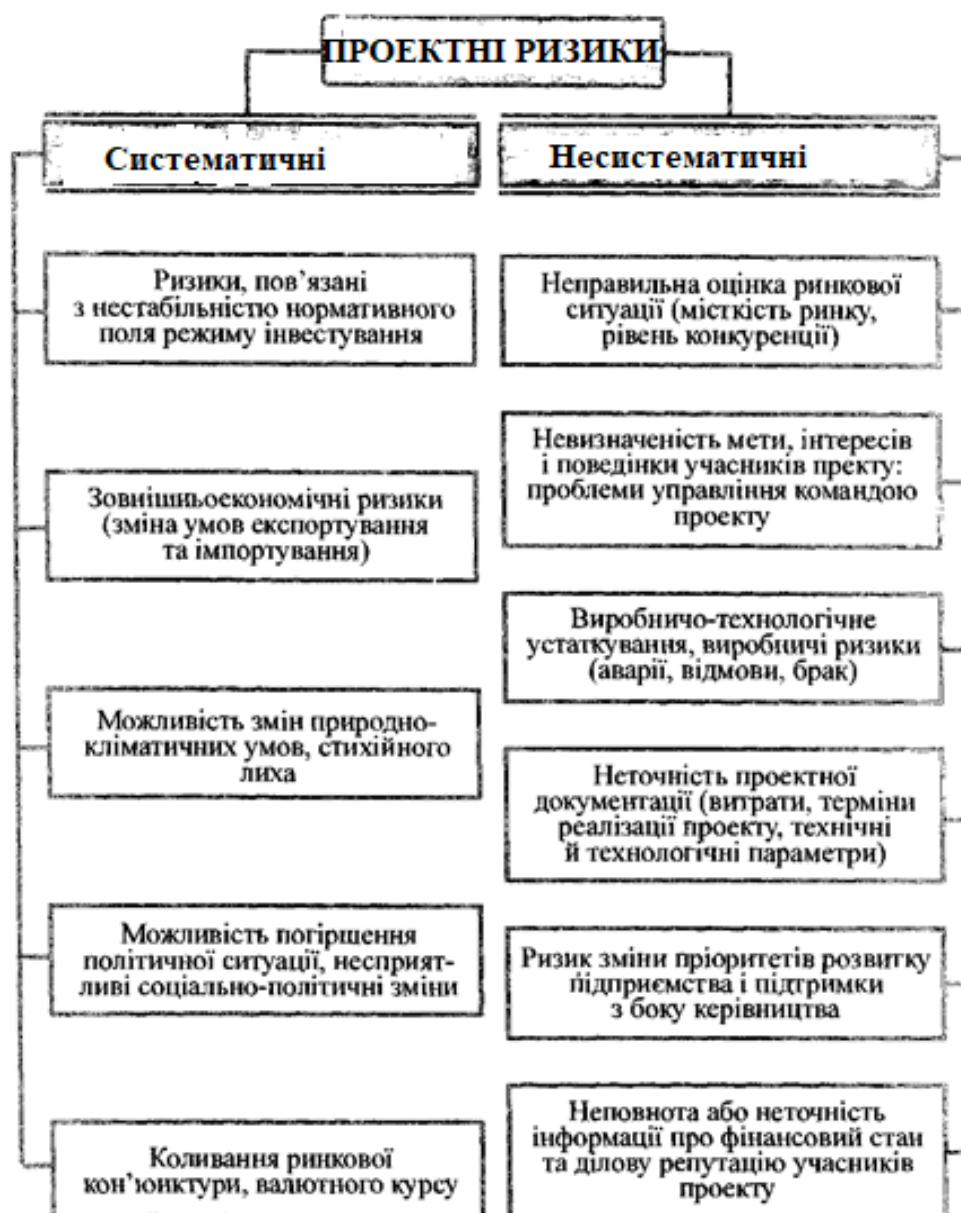 ПРОЕКТНІ РИЗИКИ
Систематичні
Ризики, пов’язані
з нестабільністю нормативного
поля режиму інвестування
Зовнішньоекономічні ризики
(зміна умов експортування
та імпортування)
Можливість змін природно-
кліматичних умов, стихійного
лиха
Можливість погіршення
політичної ситуації, несприят-
ливі соціально-політичні зміни
Коливання ринкової
кон’юнктури, валютного курсу
Несистематичні
Неправильна оцінка ринкової
ситуації (місткість ринку,
рівень конкуренції)
Невизначеність мети, інтересів
і поведінки учасників пректу:
проблеми управління командою
проекту
Виробничо-технологічне
устаткування, виробничі ризики
(аварії, відмови, брак)
Неточність проектної
документації (витрати, терміни
реалізації проекту, технічні
й технологічні параметри)
Ризик зміни пріоритетів розвитку
підприємства і підтримки
з боку керівництва
Неповнота або неточність
інформації про фінансовий стан
та ділову репутацію учасників
проекту